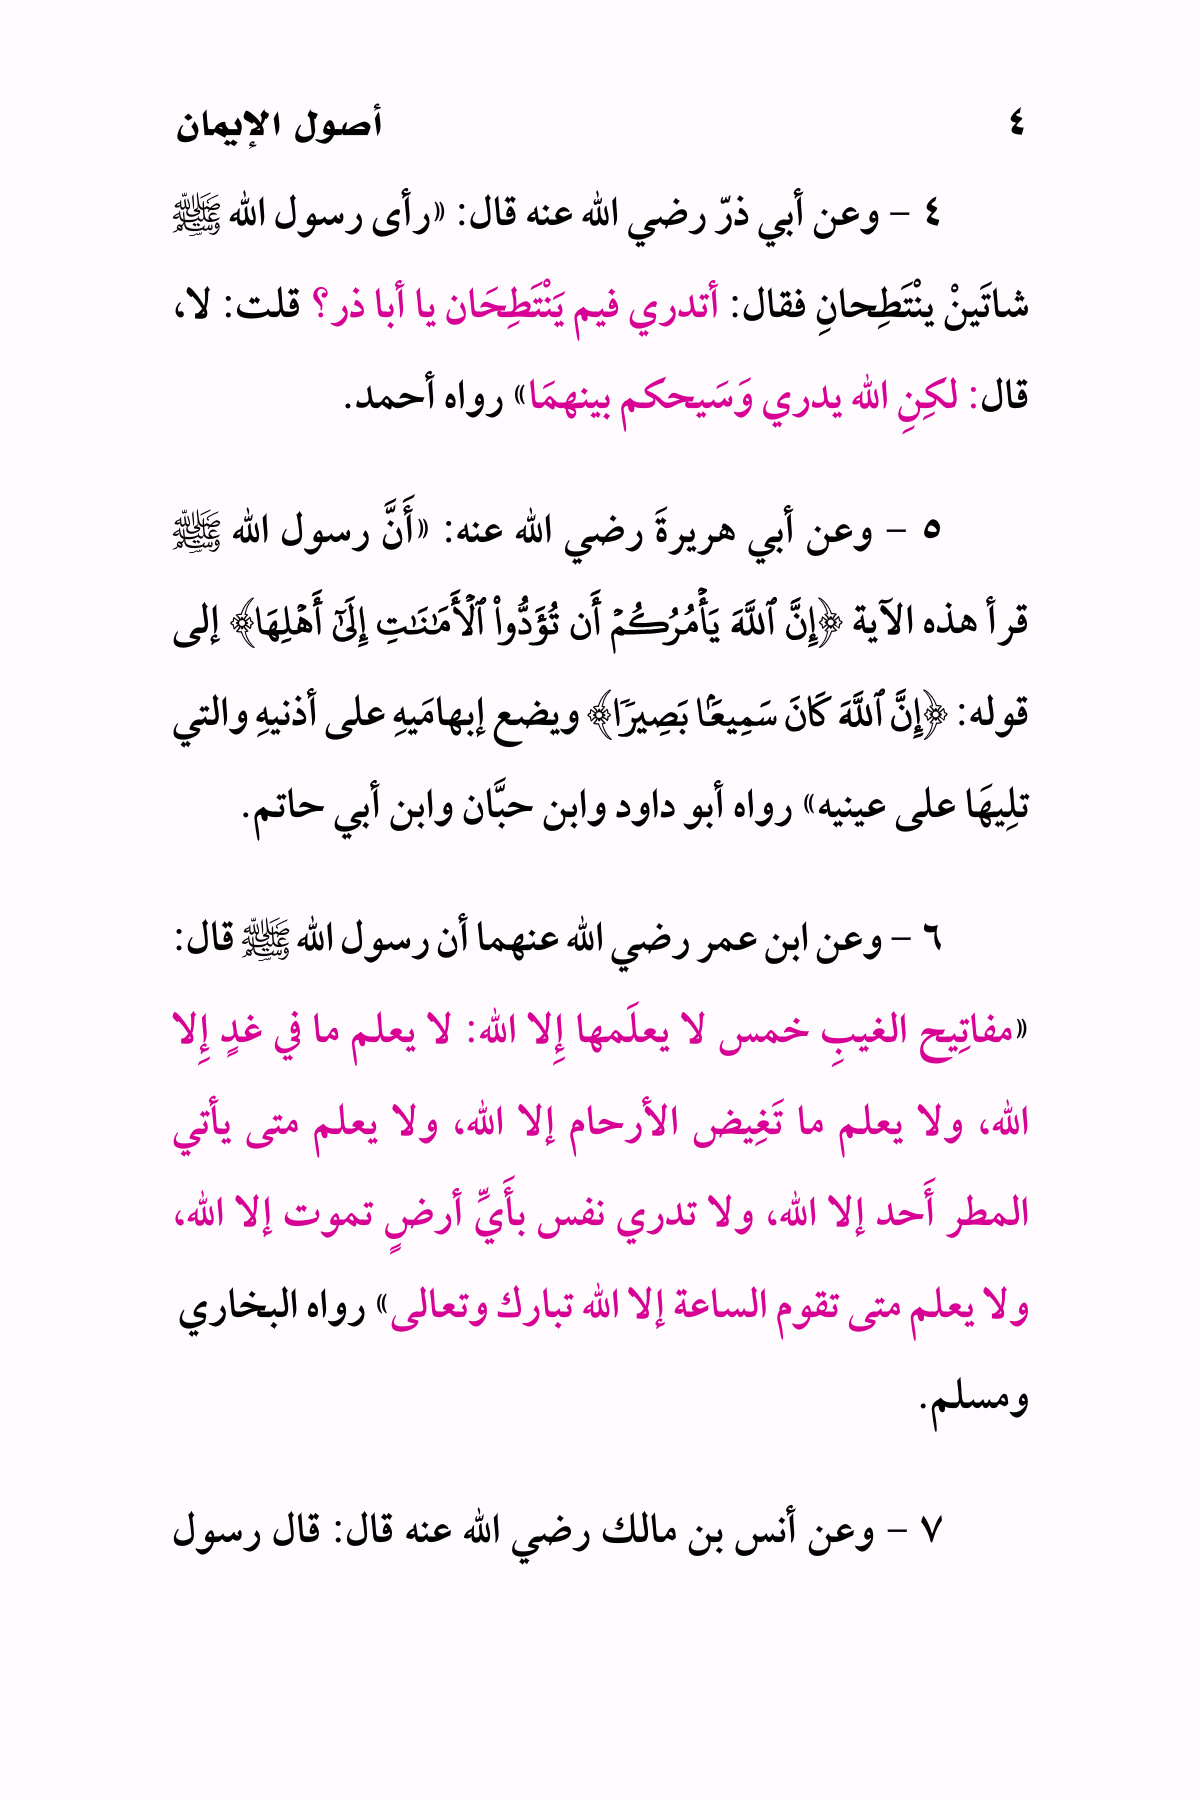 ٤ أصول الإيمان
٤ – وعن أبي ذرّ رضي الله عنه قال: «رأى رسول الله ﷺ
شاتَينْ ينْتَطِحانِ فقال: أتدري فيم يَنْتَطِحَان يا أبا ذر؟ قلت: لا،
قال: لكِنِ الله يدري وَسَيحكم بينهمَا» رواه أحمد.
٥ – وعن أبي هريرةَ رضي الله عنه: «أَنَّ رسول الله ﷺ
قرأ هذه الآية ﴿إِنَّ ٱللَّهَ يَأۡمُرُكُمۡ أَن تُؤَدُّواْ ٱلۡأَمَٰنَٰتِ إِلَىٰٓ أَهۡلِهَا﴾ إلى
قوله: ﴿إِنَّ ٱللَّهَ كَانَ سَمِيعَۢا بَصِيرٗا﴾ ويضع إبهامَيهِ على أذنيهِ والتي
تلِيهَا على عينيه» رواه أبو داود وابن حبَّان وابن أبي حاتم.
٦ – وعن ابن عمر رضي الله عنهما أن رسول الله ﷺ قال:
«مفاتِيح الغيبِ خمس لا يعلَمها إِلا الله: لا يعلم ما في غدٍ إِلا
الله، ولا يعلم ما تَغِيض الأرحام إلا الله، ولا يعلم متى يأتي
المطر أَحد إلا الله، ولا تدري نفس بأَيِّ أرضٍ تموت إلا الله،
ولا يعلم متى تقوم الساعة إلا الله تبارك وتعالى» رواه البخاري
ومسلم.
٧ – وعن أنس بن مالك رضي الله عنه قال: قال رسول